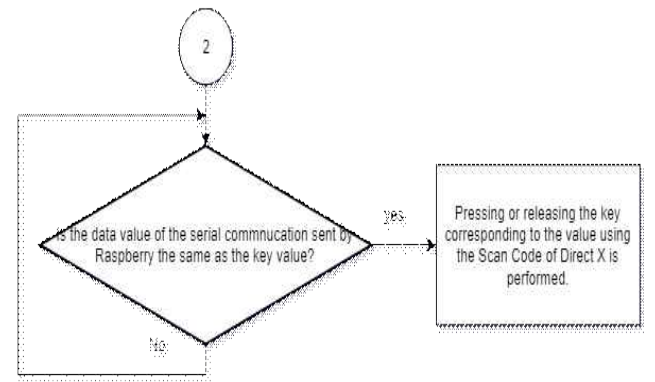 2
is the data value of the serial commnucation sent by
Raspberry the same as the key value?
yes
Pressing or releasing the key
corresponding to the value using
the Scan Code of Direct X is
performed.
No